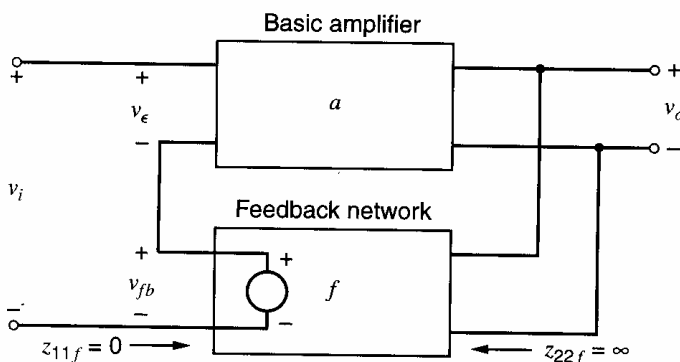 Basic amplifier
+
+
+
v_ϵ
a
v_o
−
−
v_i
Feedback network
+
+
v_fb
f
−
−
−
z_11f = 0
z_22f = ∞